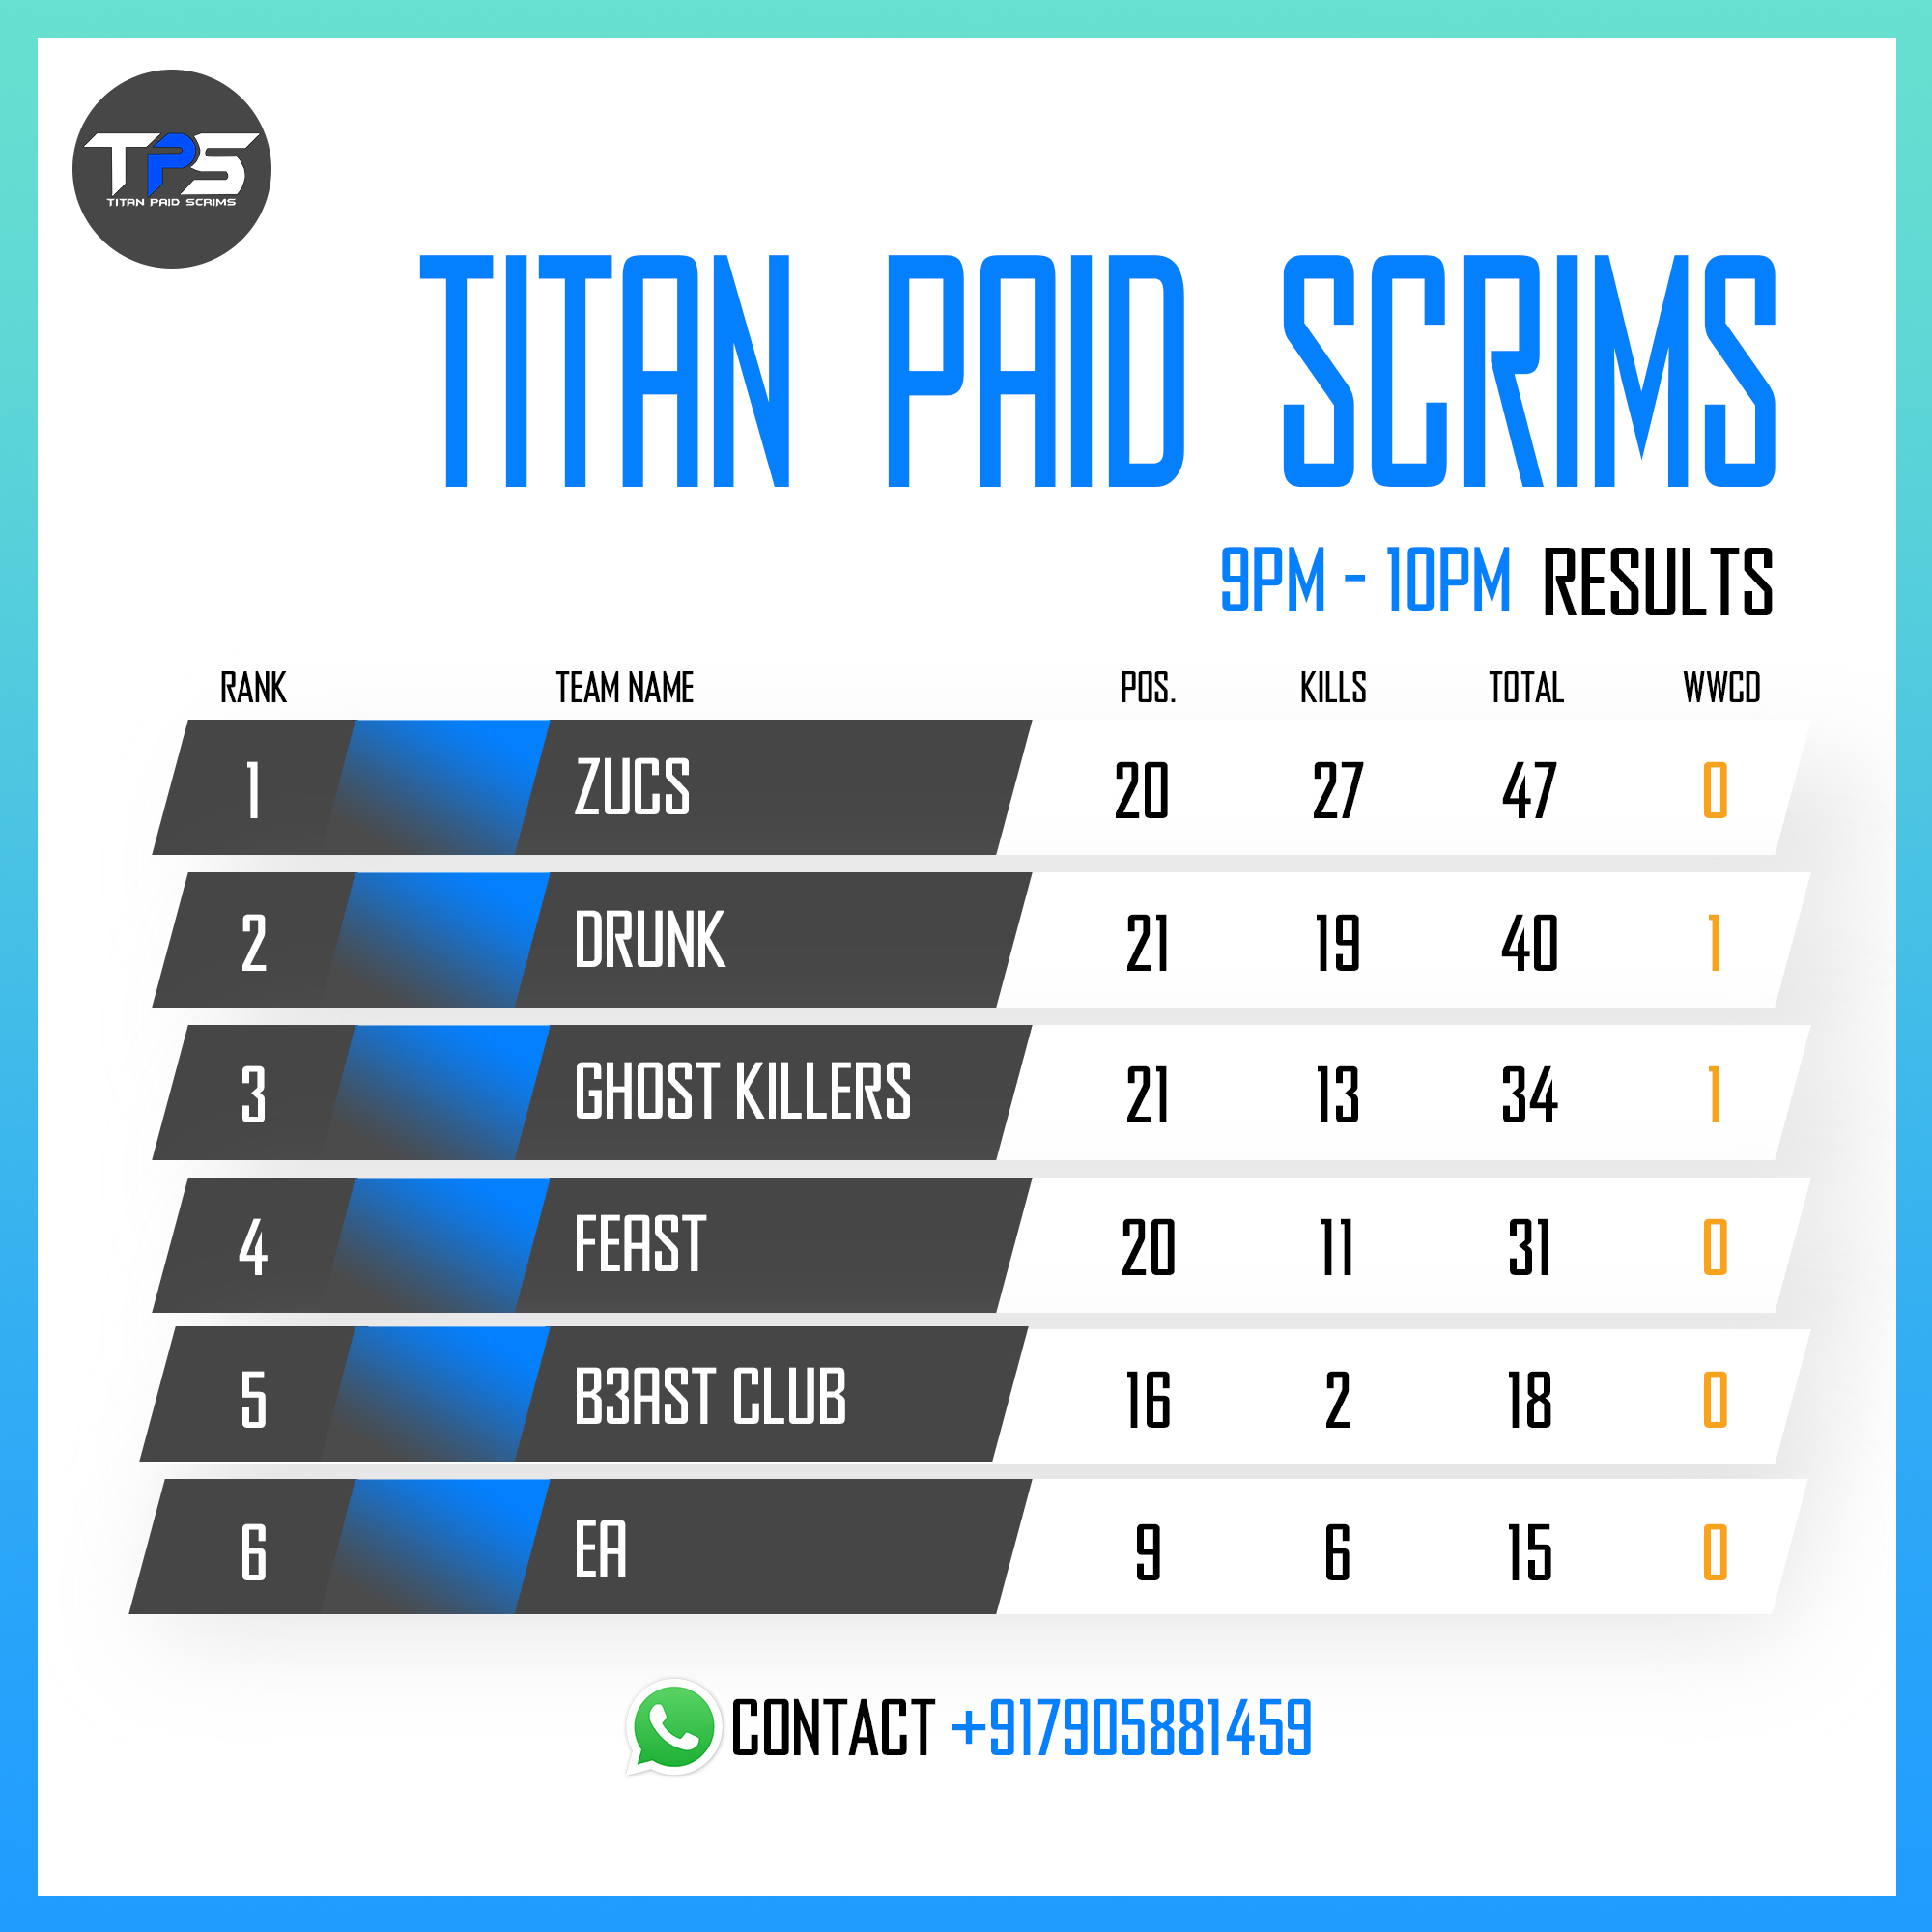 TPS
TITAN PAID SCRIMS
TITAN PAID SCRIMS
9PM - 10PM RESULTS
RANK TEAM NAME POS. KILLS TOTAL WWCD
1 ZUCS 20 27 47 0
2 DRUNK 21 19 40 1
3 GHOST KILLERS 21 13 34 1
4 FEAST 20 11 31 0
5 B3AST CLUB 16 2 18 0
6 EA 9 6 15 0
CONTACT +917905881459